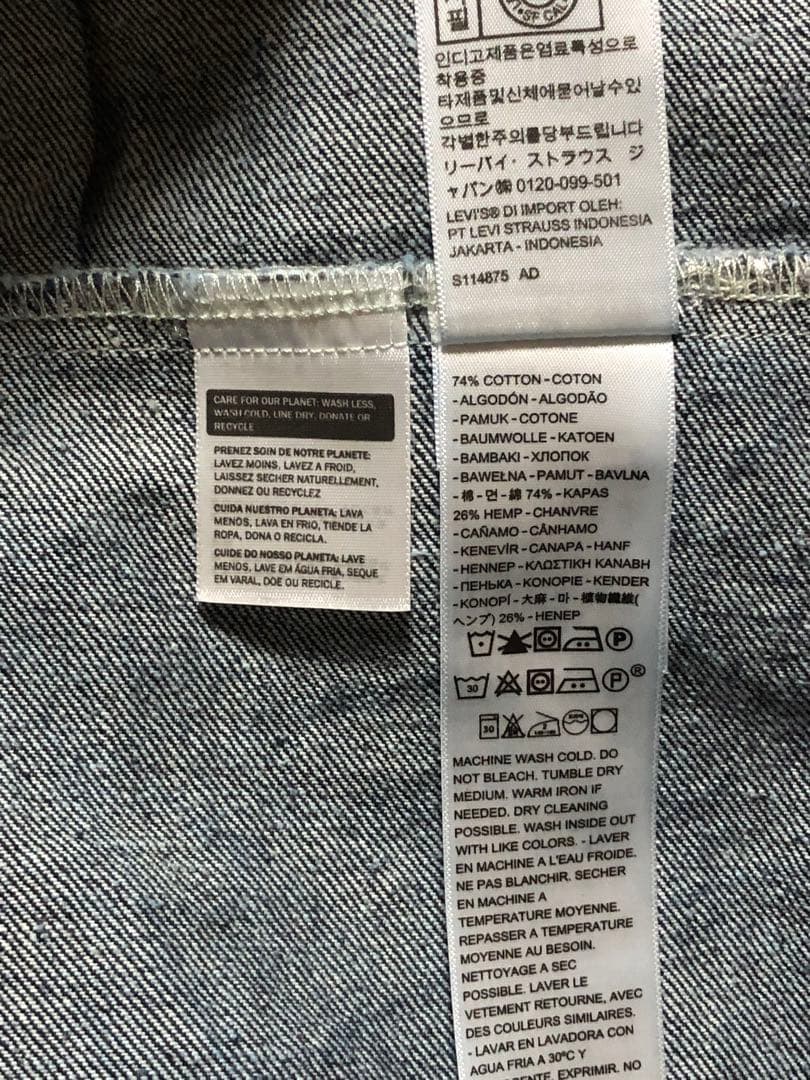 필
SF CAL
인디고제품은염료특성으로
착용중
타제품및신체에묻어날수있
으므로
각별한주의를당부드립니다
リーバイ・ストラウス ジ
ャパン㈱ 0120-099-501
LEVI'S® DI IMPORT OLEH:
PT LEVI STRAUSS INDONESIA
JAKARTA - INDONESIA
S114875 AD
CARE FOR OUR PLANET: WASH LESS,
WASH COLD, LINE DRY, DONATE OR
RECYCLE
PRENEZ SOIN DE NOTRE PLANETE:
LAVEZ MOINS, LAVEZ A FROID,
LAISSEZ SECHER NATURELLEMENT,
DONNEZ OU RECYCLEZ
CUIDA NUESTRO PLANETA: LAVA
MENOS, LAVA EN FRIO, TIENDE LA
ROPA, DONA O RECICLA.
CUIDE DO NOSSO PLANETA: LAVE
MENOS, LAVE EM ÁGUA FRIA, SEQUE
EM VARAL, DOE OU RECICLE.
74% COTTON - COTON
- ALGODÓN - ALGODÃO
- PAMUK - COTONE
- BAUMWOLLE - KATOEN
- BAMBAKI - ХЛОПОК
- BAWEŁNA - PAMUT - BAVLNA
- 棉 - 면 - 綿 74% - KAPAS
26% HEMP - CHANVRE
- CAÑAMO - CÂNHAMO
- KENEVİR - CANAPA - HANF
- HENNEP - ΚΛΩΣΤΙΚΗ ΚΑΝΑΒΗ
- ПЕНЬКА - KONOPIE - KENDER
- KONOPÍ - 大麻 - 마 - 植物繊維(
ヘンプ) 26% - HENEP
P
30 P ®
30
MACHINE WASH COLD. DO
NOT BLEACH. TUMBLE DRY
MEDIUM. WARM IRON IF
NEEDED. DRY CLEANING
POSSIBLE. WASH INSIDE OUT
WITH LIKE COLORS. - LAVER
EN MACHINE A L'EAU FROIDE.
NE PAS BLANCHIR. SECHER
EN MACHINE A
TEMPERATURE MOYENNE.
REPASSER A TEMPERATURE
MOYENNE AU BESOIN.
NETTOYAGE A SEC
POSSIBLE. LAVER LE
VETEMENT RETOURNE, AVEC
DES COULEURS SIMILAIRES.
- LAVAR EN LAVADORA CON
AGUA FRIA A 30ºC Y
EXPRIMIR. NO